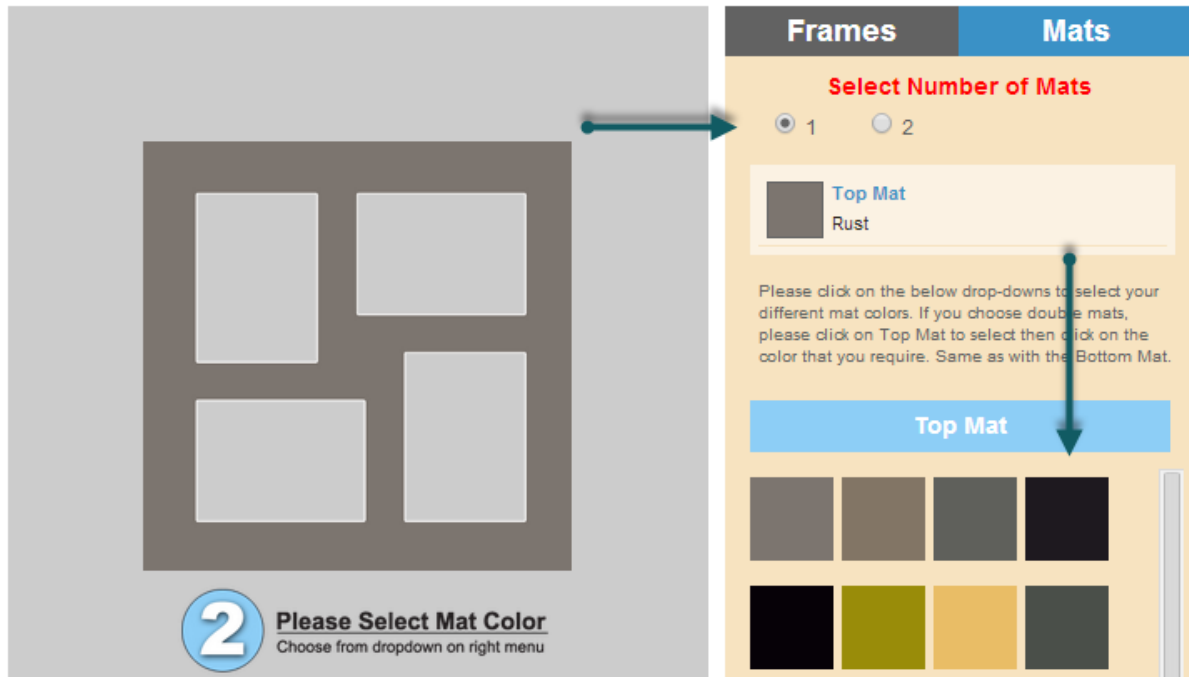 Frames
Mats
Select Number of Mats
1
2
Top Mat
Rust
Please click on the below drop-downs to select your
different mat colors. If you choose double mats,
please click on Top Mat to select then click on the
color that you require. Same as with the Bottom Mat.
Top Mat
2
Please Select Mat Color
Choose from dropdown on right menu